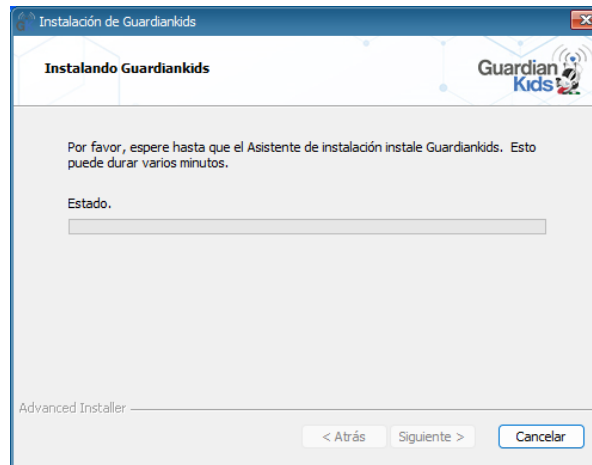 Instalación de Guardiankids
Instalando Guardiankids
Guardian
Kids
Por favor, espere hasta que el Asistente de instalación instale Guardiankids. Esto
puede durar varios minutos.
Estado.
Advanced Installer
< Atrás Siguiente > Cancelar